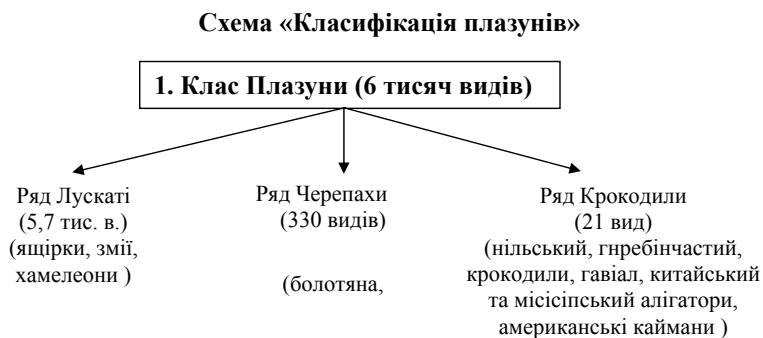 Схема «Класифікація плазунів»
1. Клас Плазуни (6 тисяч видів)
Ряд Лускаті
(5,7 тис. в.)
(ящірки, змії,
хамелеони )
Ряд Черепахи
(330 видів)
(болотяна,
Ряд Крокодили
(21 вид)
(нільський, гнребінчастий,
крокодили, гавіал, китайський
та місісіпський алігатори,
американські каймани )